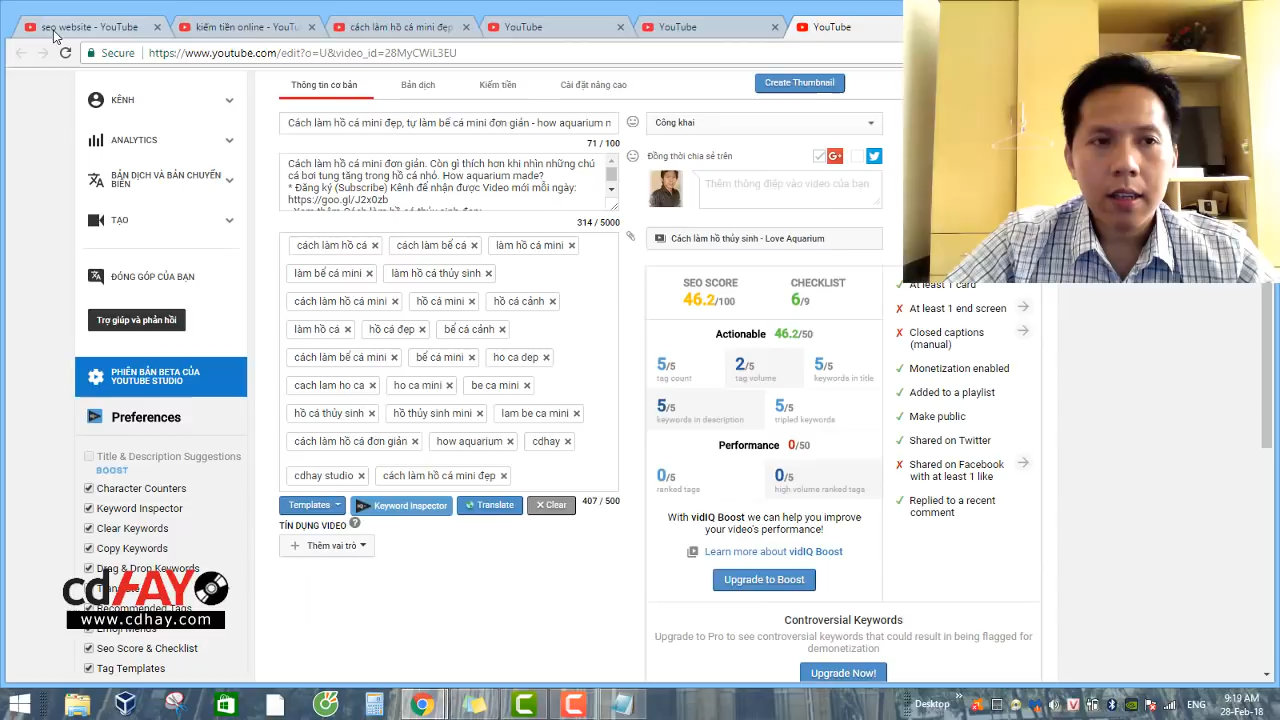 seo website - YouTube
kiếm tiền online - YouTu
cách làm hồ cá mini đẹp
YouTube
YouTube
YouTube
Secure
https://www.youtube.com/edit?o=U&video_id=28MyCWiL3EU
KÊNH
ANALYTICS
BẢN DỊCH VÀ BẢN CHUYỂN
BIÊN
TẠO
ĐÓNG GÓP CỦA BẠN
Trợ giúp và phản hồi
PHIÊN BẢN BETA CỦA
YOUTUBE STUDIO
Preferences
Title & Description Suggestions
BOOST
Character Counters
Keyword Inspector
Clear Keywords
Copy Keywords
Drag & Drop Keywords
Recommended Tags
Seo Score & Checklist
Tag Templates
cdHAY
www.cdhay.com
Thông tin cơ bản
Bản dịch
Kiếm tiền
Cài đặt nâng cao
Create Thumbnail
Cách làm hồ cá mini đẹp, tự làm bể cá mini đơn giản - how aquarium n
71 / 100
Cách làm hồ cá mini đơn giản. Còn gì thích hơn khi nhìn những chú
cá bơi tung tăng trong hồ cá nhỏ. How aquarium made?
* Đăng ký (Subscribe) Kênh để nhận được Video mới mỗi ngày:
https://goo.gl/J2x0zb
314 / 5000
cách làm hồ cá × cách làm bể cá × làm hồ cá mini ×
làm bể cá mini × làm hồ cá thủy sinh ×
cách làm hồ cá mini × hồ cá mini × hồ cá cảnh ×
làm hồ cá × hồ cá đẹp × bể cá cảnh ×
cách làm bể cá mini × bể cá mini × ho ca dep ×
cach lam ho ca × ho ca mini × be ca mini ×
hồ cá thủy sinh × hồ thủy sinh mini × lam be ca mini ×
cách làm hồ cá đơn giản × how aquarium × cdhay ×
cdhay studio × cách làm hồ cá mini đẹp ×
Templates
Keyword Inspector
Translate
× Clear
407 / 500
TÍN DỤNG VIDEO
+ Thêm vai trò
Công khai
Đồng thời chia sẻ trên
Thêm thông điệp vào video của bạn
Cách làm hồ thủy sinh - Love Aquarium
SEO SCORE
46.2/100
CHECKLIST
6/9
Actionable 46.2/50
5/5
tag count
2/5
tag volume
5/5
keywords in title
5/5
keywords in description
5/5
tripled keywords
Performance 0/50
0/5
ranked tags
0/5
high volume ranked tags
With vidIQ Boost we can help you improve
your video's performance!
Learn more about vidIQ Boost
Upgrade to Boost
At least 1 card
At least 1 end screen
Closed captions
(manual)
Monetization enabled
Added to a playlist
Make public
Shared on Twitter
Shared on Facebook
with at least 1 like
Replied to a recent
comment
Controversial Keywords
Upgrade to Pro to see controversial keywords that could result in being flagged for
demonetization
Upgrade Now!
Desktop
ENG
9:19 AM
28-Feb-18